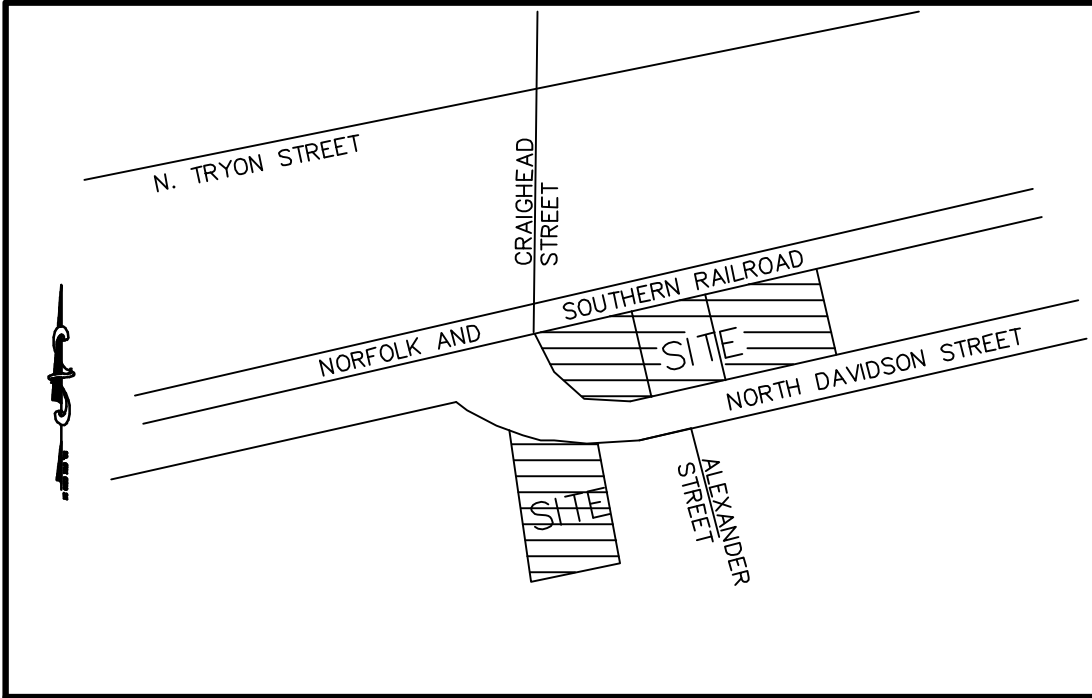 N. TRYON STREET
CRAIGHEAD
STREET
NORFOLK AND
SOUTHERN RAILROAD
SITE
NORTH DAVIDSON STREET
SITE
ALEXANDER
STREET